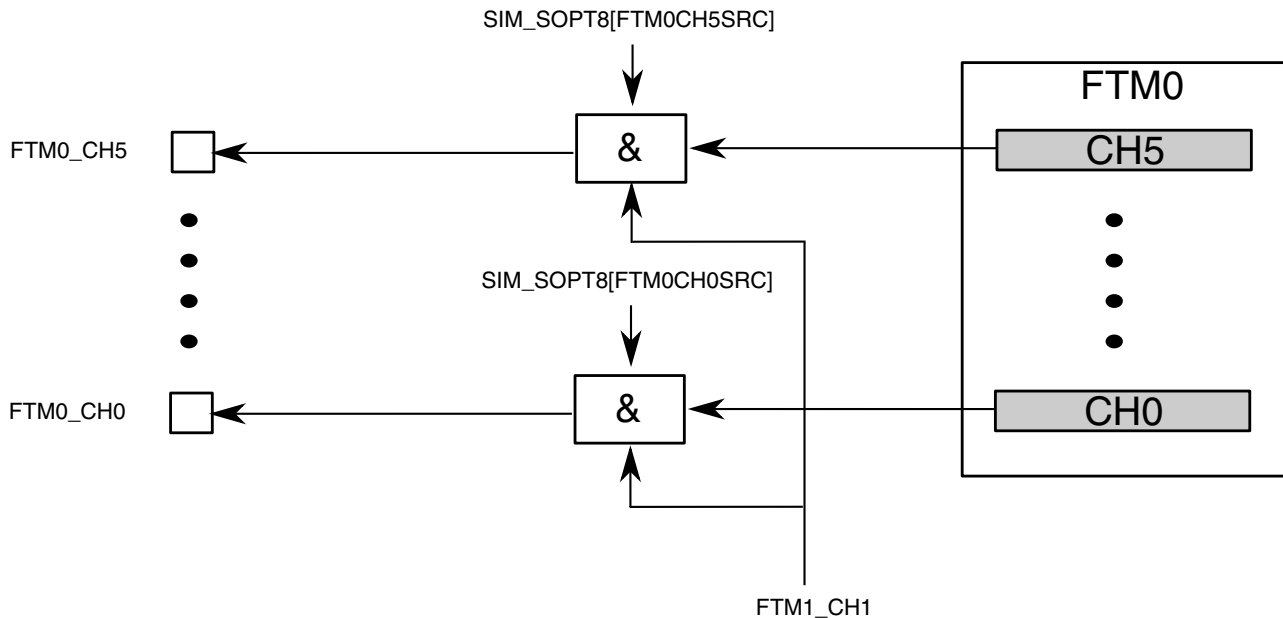 SIM_SOPT8[FTM0CH5SRC]
FTM0
FTM0_CH5
&
CH5
SIM_SOPT8[FTM0CH0SRC]
FTM0_CH0
&
CH0
FTM1_CH1